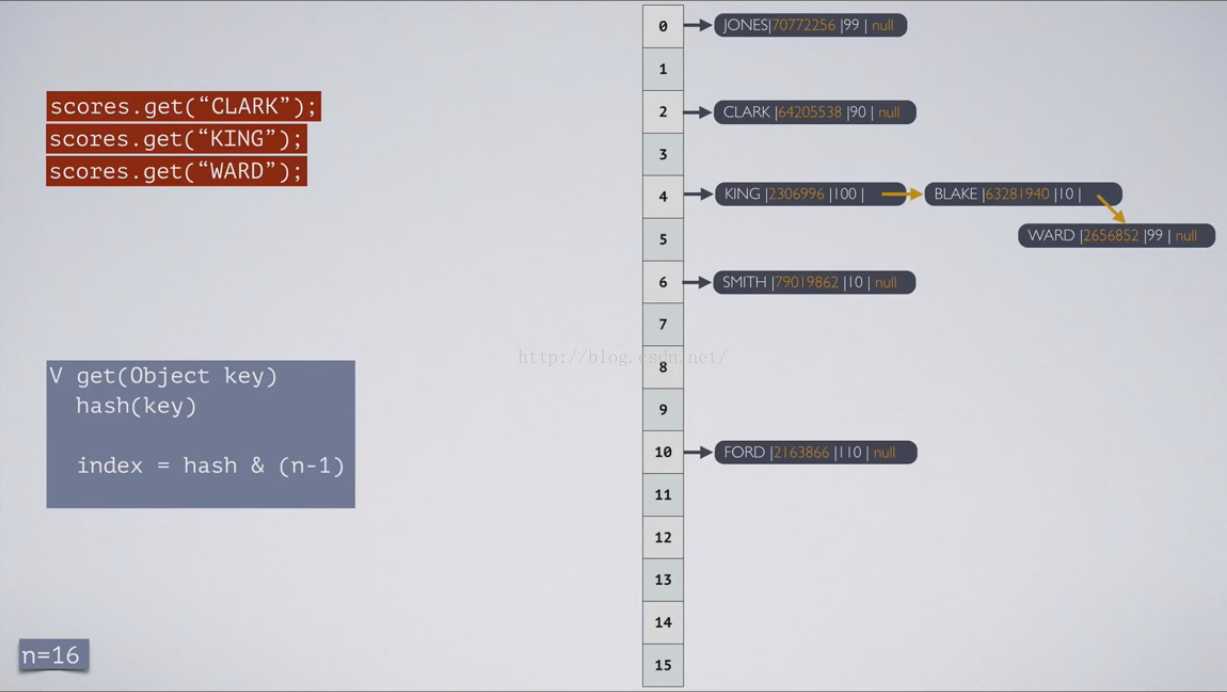 scores.get(“CLARK”);
scores.get(“KING”);
scores.get(“WARD”);
V get(Object key)
hash(key)
index = hash & (n-1)
n=16
0
JONES|70772256 |99 | null
1
2
CLARK |64205538 |90 | null
3
4
KING |2306996 |100 |
BLAKE |63281940 |10 |
5
WARD |2656852 |99 | null
6
SMITH |79019862 |10 | null
7
http://blog.csdn.net/
8
9
10
FORD |2163866 |110 | null
11
12
13
14
15